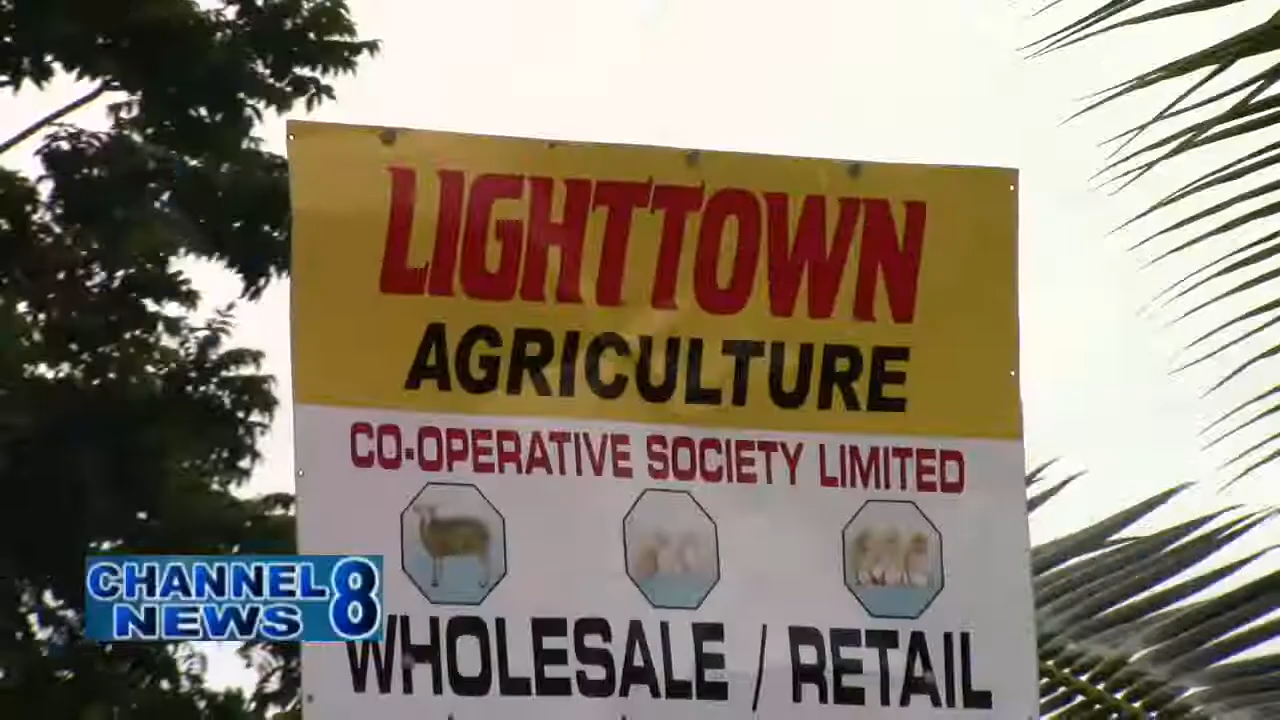 LIGHTTOWN
AGRICULTURE
CO-OPERATIVE SOCIETY LIMITED
WHOLESALE / RETAIL
CHANNEL 8
NEWS